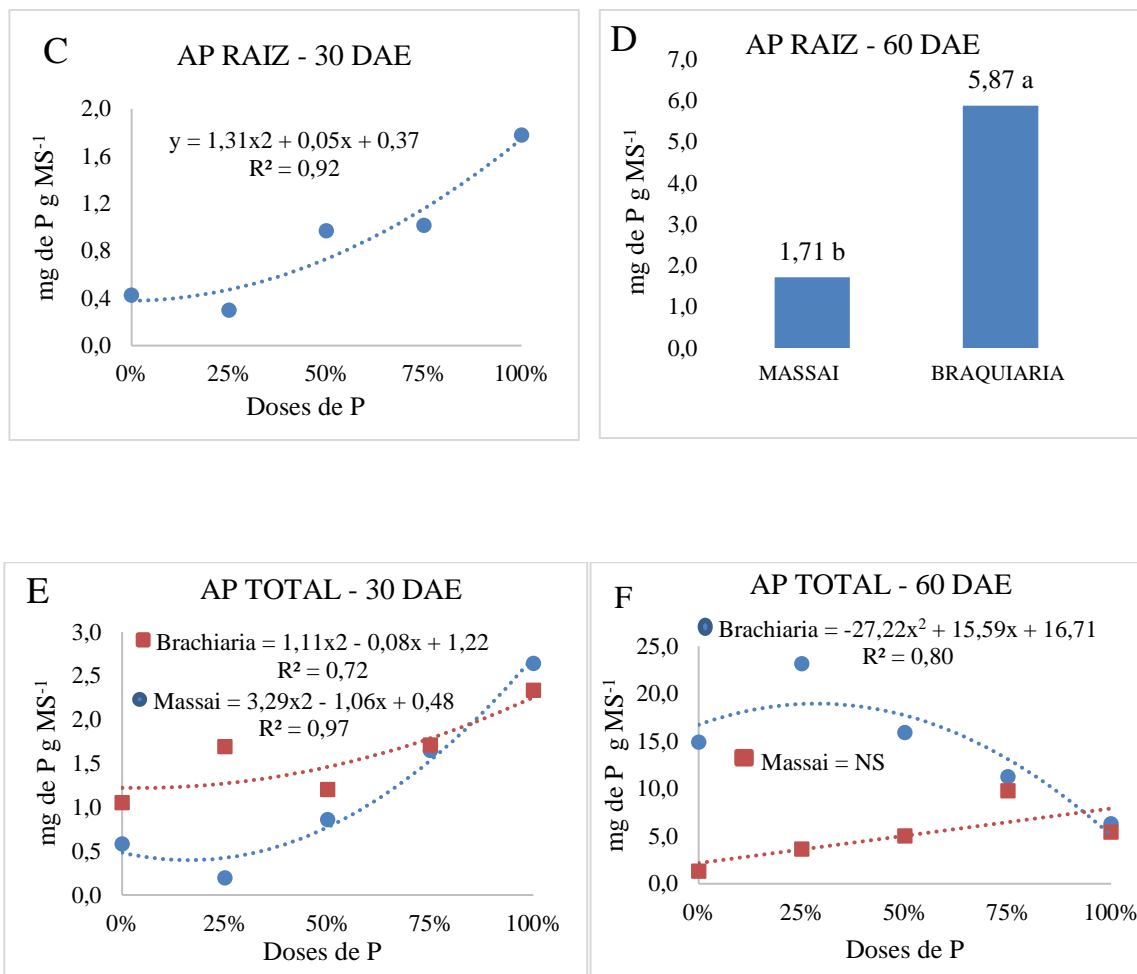 C
AP RAIZ - 30 DAE
y = 1,31x2 + 0,05x + 0,37
R² = 0,92
2,0
1,6
1,2
0,8
0,4
0,0
mg de P g MS⁻¹
0% 25% 50% 75% 100%
Doses de P
D
AP RAIZ - 60 DAE
7,0
6,0
5,0
4,0
3,0
2,0
1,0
0,0
mg de P g MS⁻¹
1,71 b
5,87 a
MASSAI BRAQUIARIA
E
AP TOTAL - 30 DAE
Brachiaria = 1,11x2 - 0,08x + 1,22
R² = 0,72
Massai = 3,29x2 - 1,06x + 0,48
R² = 0,97
3,0
2,5
2,0
1,5
1,0
0,5
0,0
mg de P g MS⁻¹
0% 25% 50% 75% 100%
Doses de P
F
AP TOTAL - 60 DAE
Brachiaria = -27,22x² + 15,59x + 16,71
R² = 0,80
Massai = NS
25,0
20,0
15,0
10,0
5,0
0,0
mg de P g MS⁻¹
0% 25% 50% 75% 100%
Doses de P